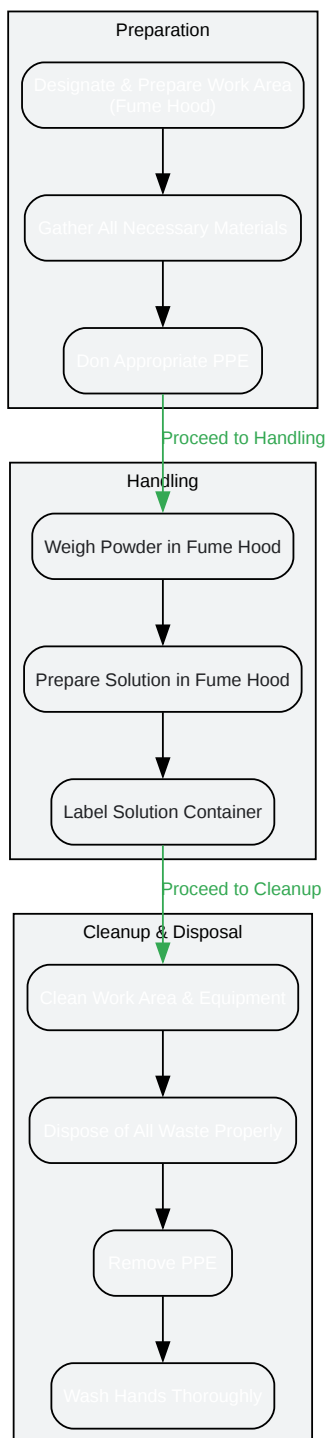 Preparation
Designate & Prepare Work Area
(Fume Hood)
Gather All Necessary Materials
Don Appropriate PPE
Proceed to Handling
Handling
Weigh Powder in Fume Hood
Prepare Solution in Fume Hood
Label Solution Container
Proceed to Cleanup
Cleanup & Disposal
Clean Work Area & Equipment
Dispose of All Waste Properly
Remove PPE
Wash Hands Thoroughly